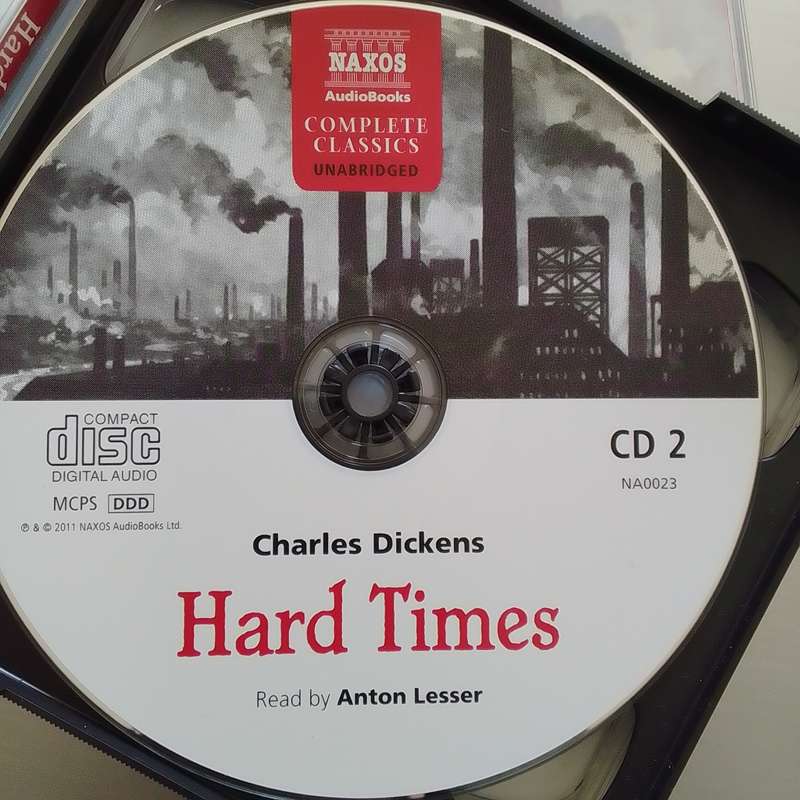 Hard
NAXOS
AudioBooks
COMPLETE
CLASSICS
UNABRIDGED
COMPACT
disc
DIGITAL AUDIO
MCPS DDD
℗ & © 2011 NAXOS AudioBooks Ltd.
CD 2
NA0023
Charles Dickens
Hard Times
Read by Anton Lesser